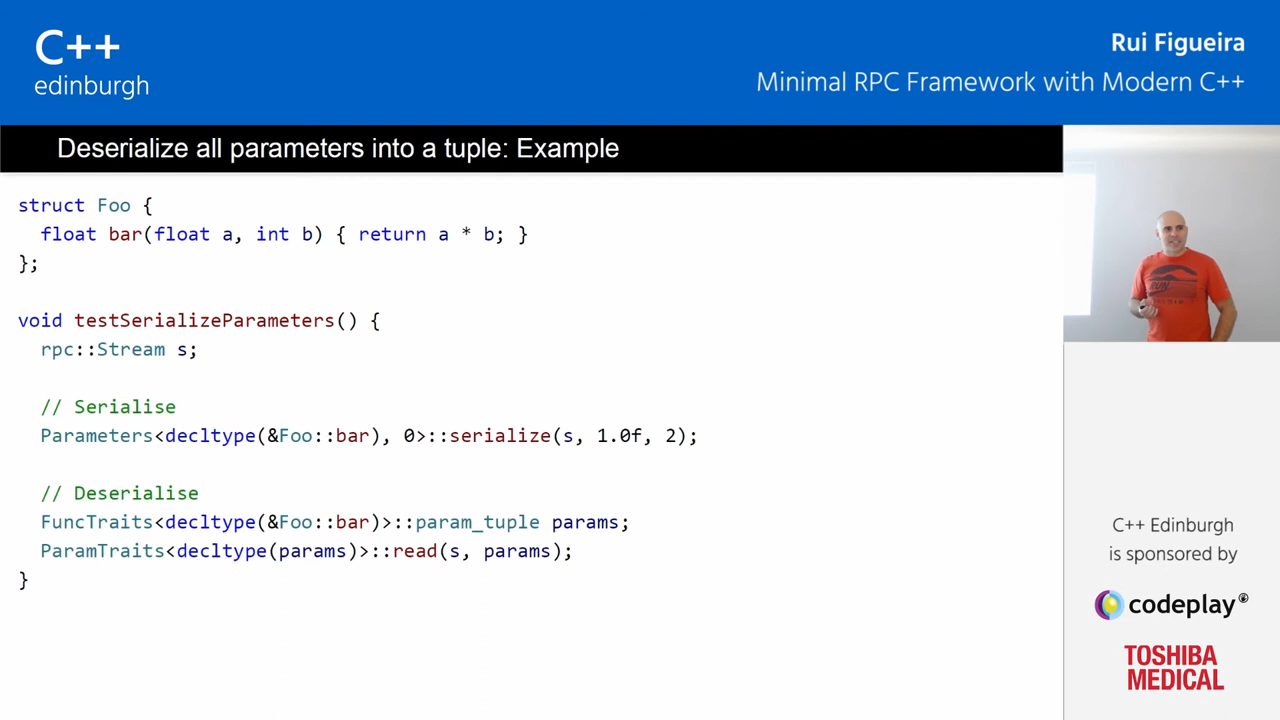 C++
edinburgh
Rui Figueira
Minimal RPC Framework with Modern C++
Deserialize all parameters into a tuple: Example
struct Foo {
  float bar(float a, int b) { return a * b; }
};
void testSerializeParameters() {
  rpc::Stream s;
  // Serialise
  Parameters<decltype(&Foo::bar), 0>::serialize(s, 1.0f, 2);
  // Deserialise
  FuncTraits<decltype(&Foo::bar)>::param_tuple params;
  ParamTraits<decltype(params)>::read(s, params);
}
RUN
C++ Edinburgh
is sponsored by
codeplay
TOSHIBA
MEDICAL